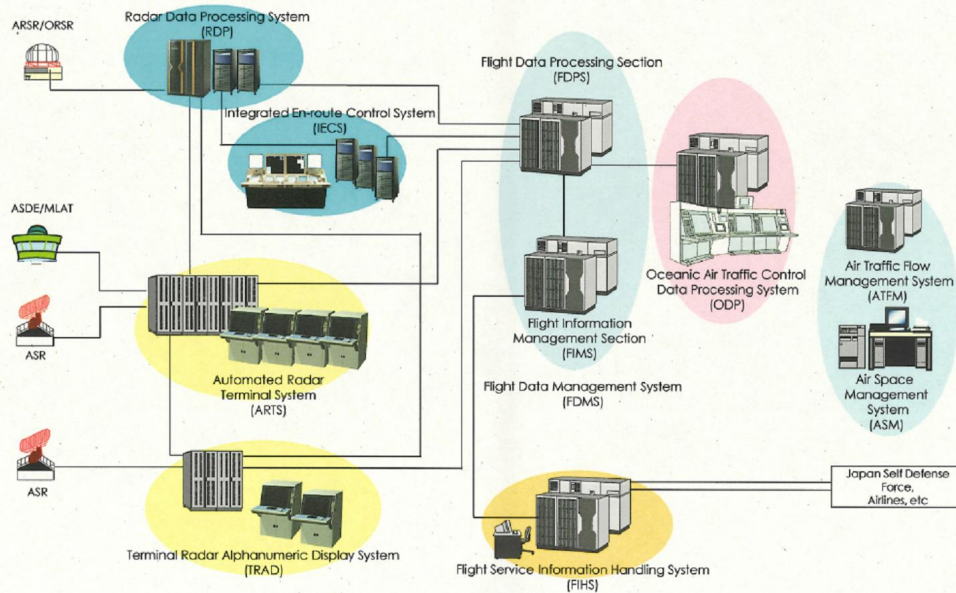 Radar Data Processing System
(RDP)
ARSR/ORSR
Flight Data Processing Section
(FDPS)
Integrated En-route Control System
(IECS)
ASDE/MLAT
Oceanic Air Traffic Control
Data Processing System
(ODP)
Air Traffic Flow
Management System
(ATFM)
Flight Information
Management Section
(FIMS)
ASR
Automated Radar
Terminal System
(ARTS)
Flight Data Management System
(FDMS)
Air Space
Management
System
(ASM)
ASR
Japan Self Defense
Force,
Airlines, etc
Terminal Radar Alphanumeric Display System
(TRAD)
Flight Service Information Handling System
(FIHS)